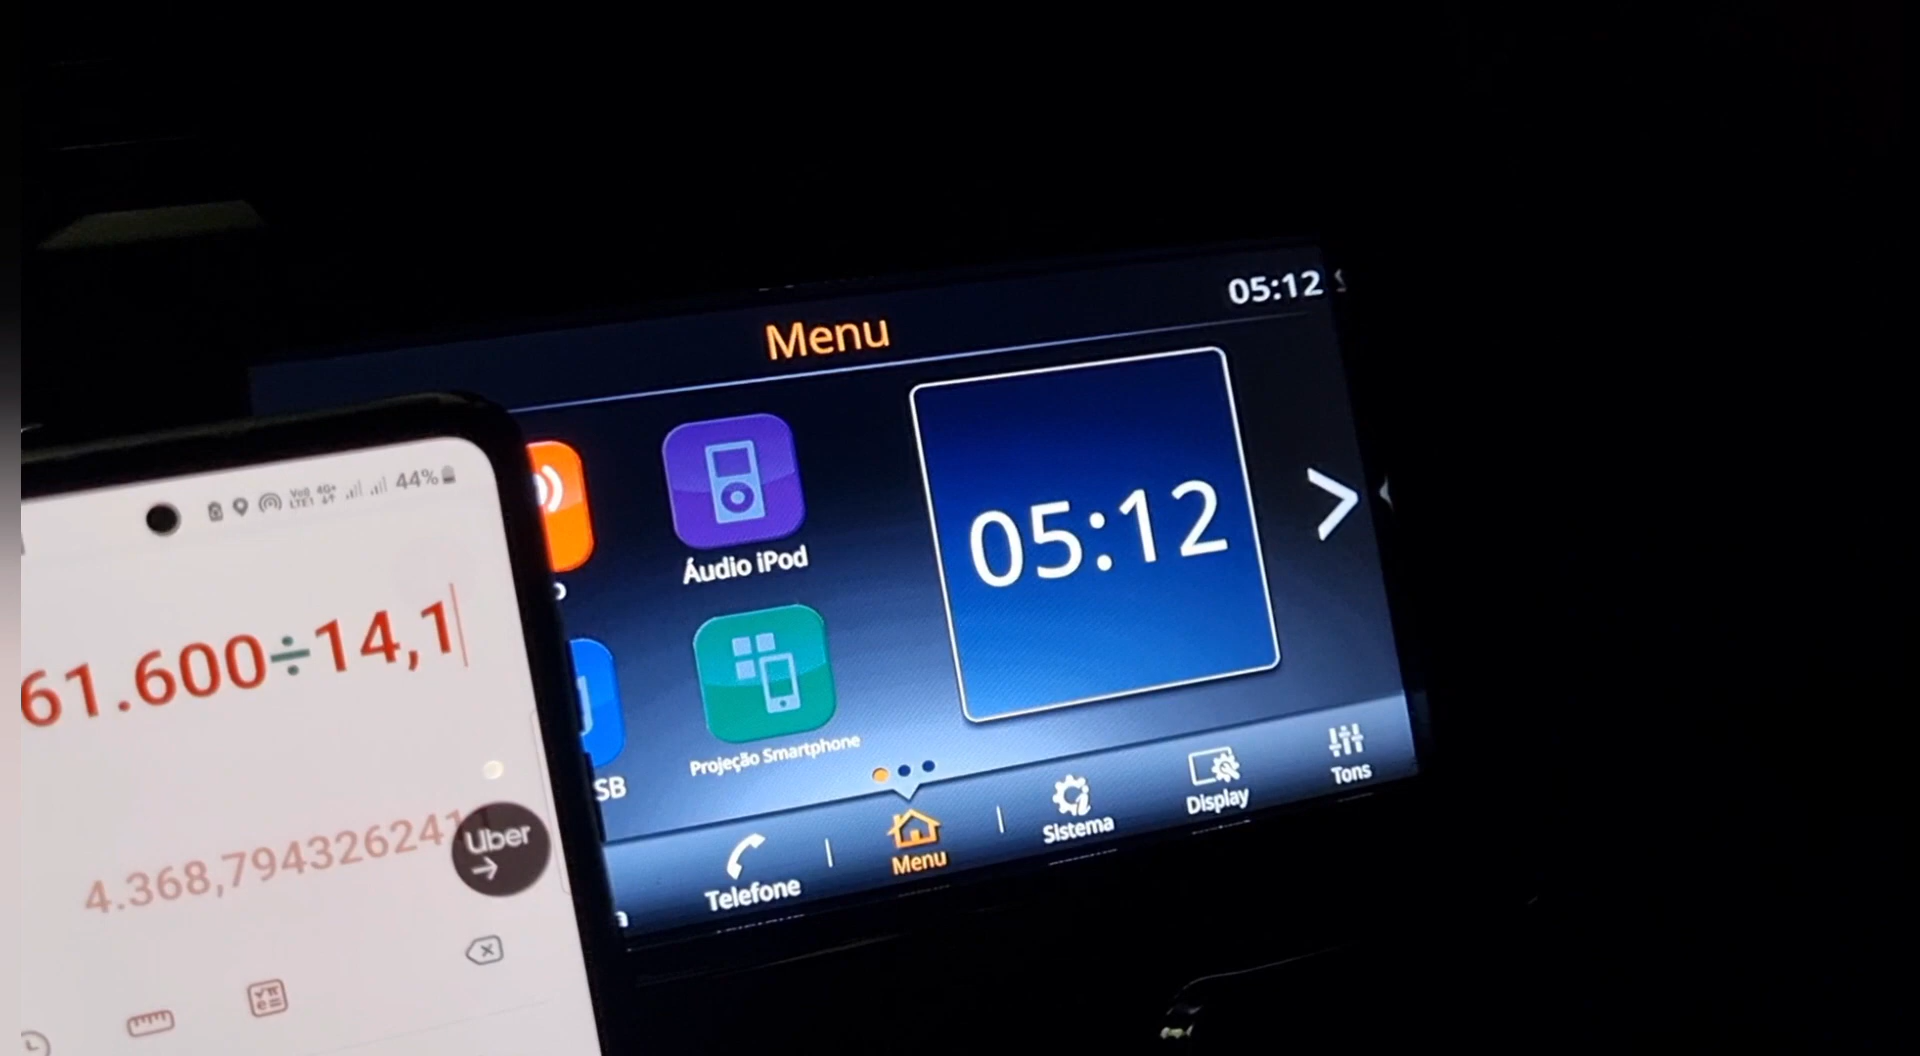 05:12
Menu
44%
Áudio iPod
05:12
61.600÷14,1
Projeção Smartphone
SB
4.368,794326241
Uber
Telefone
Menu
Sistema
Display
Tons